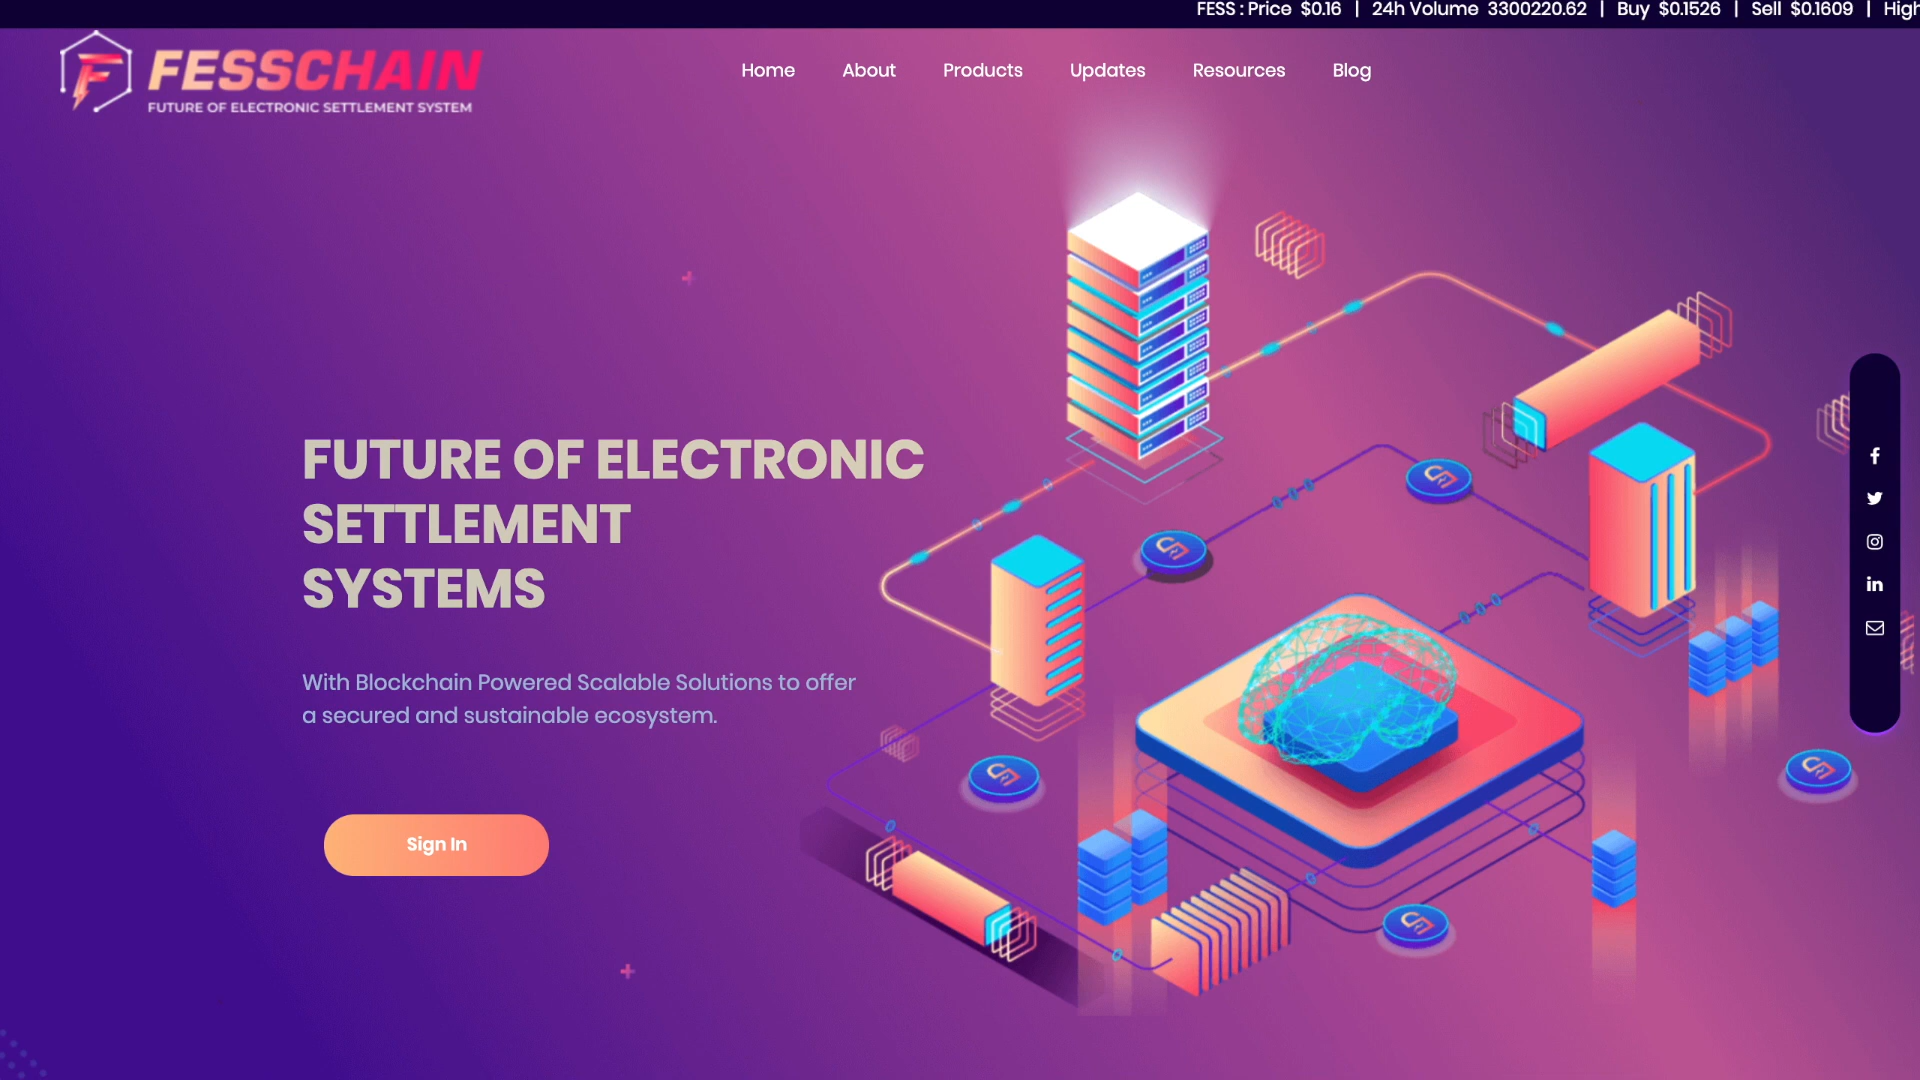 FESS : Price $0.16 | 24h Volume 3300220.62 | Buy $0.1526 | Sell $0.1609 | High
FESSCHAIN
FUTURE OF ELECTRONIC SETTLEMENT SYSTEM
Home About Products Updates Resources Blog
FUTURE OF ELECTRONIC
SETTLEMENT
SYSTEMS
With Blockchain Powered Scalable Solutions to offer
a secured and sustainable ecosystem.
Sign In